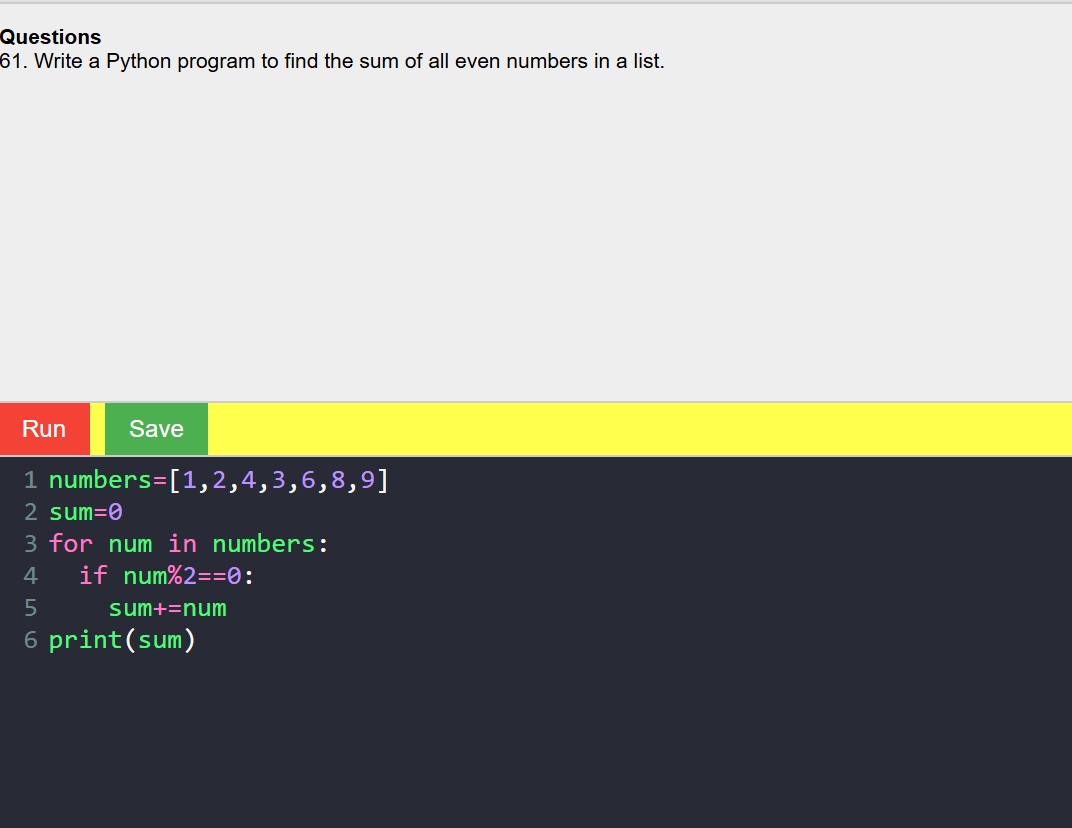 Questions
61. Write a Python program to find the sum of all even numbers in a list.
Run Save
1 numbers=[1,2,4,3,6,8,9]
2 sum=0
3 for num in numbers:
4   if num%2==0:
5     sum+=num
6 print(sum)